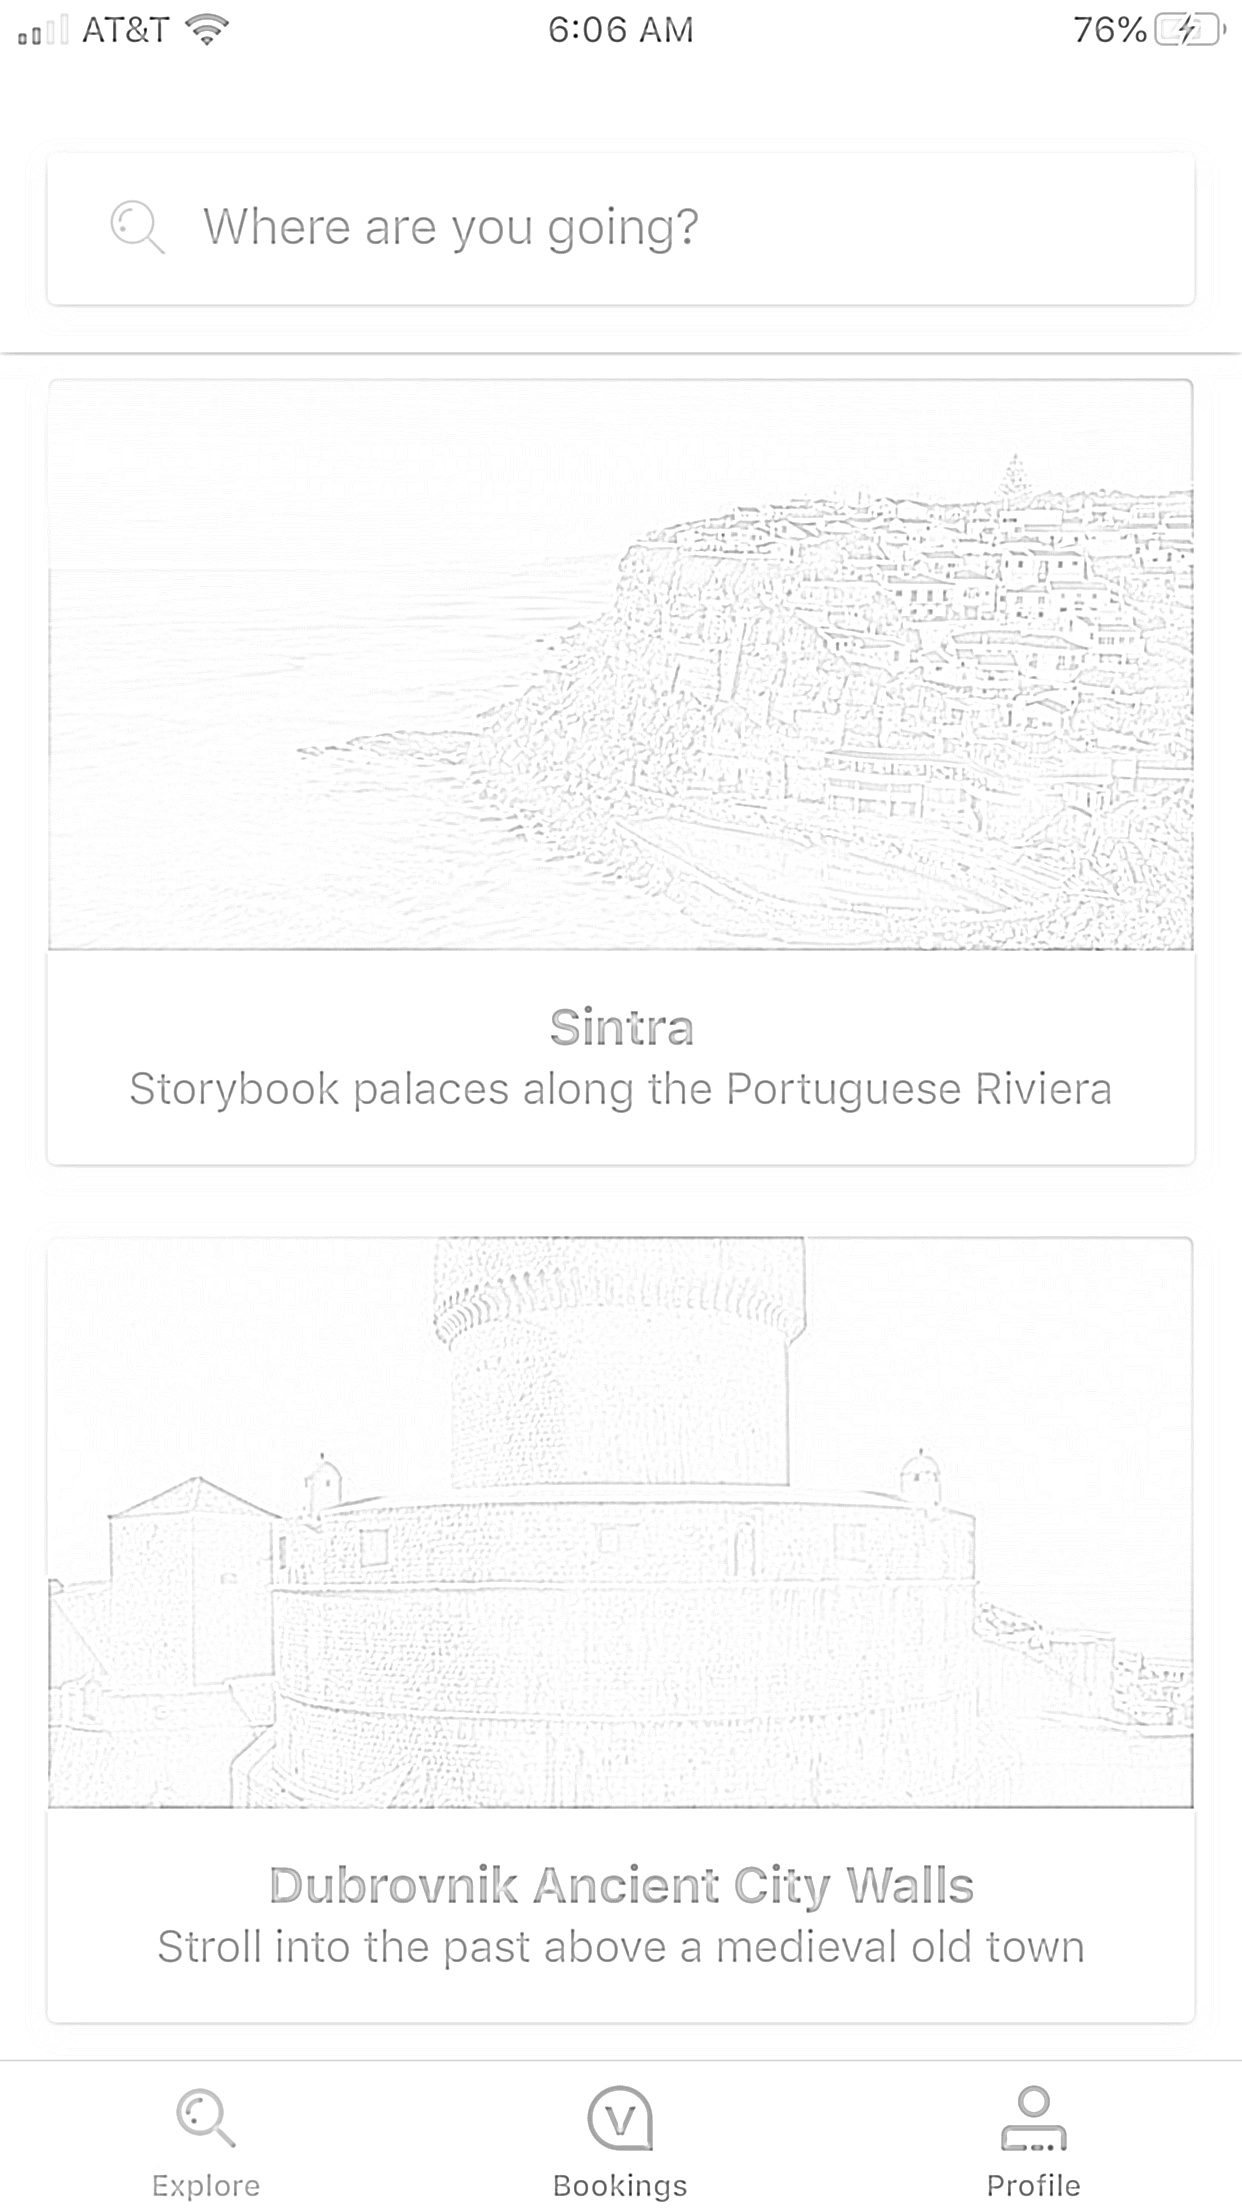 AT&T 6:06 AM 76%
Where are you going?
Sintra
Storybook palaces along the Portuguese Riviera
Dubrovnik Ancient City Walls
Stroll into the past above a medieval old town
V
Explore Bookings Profile